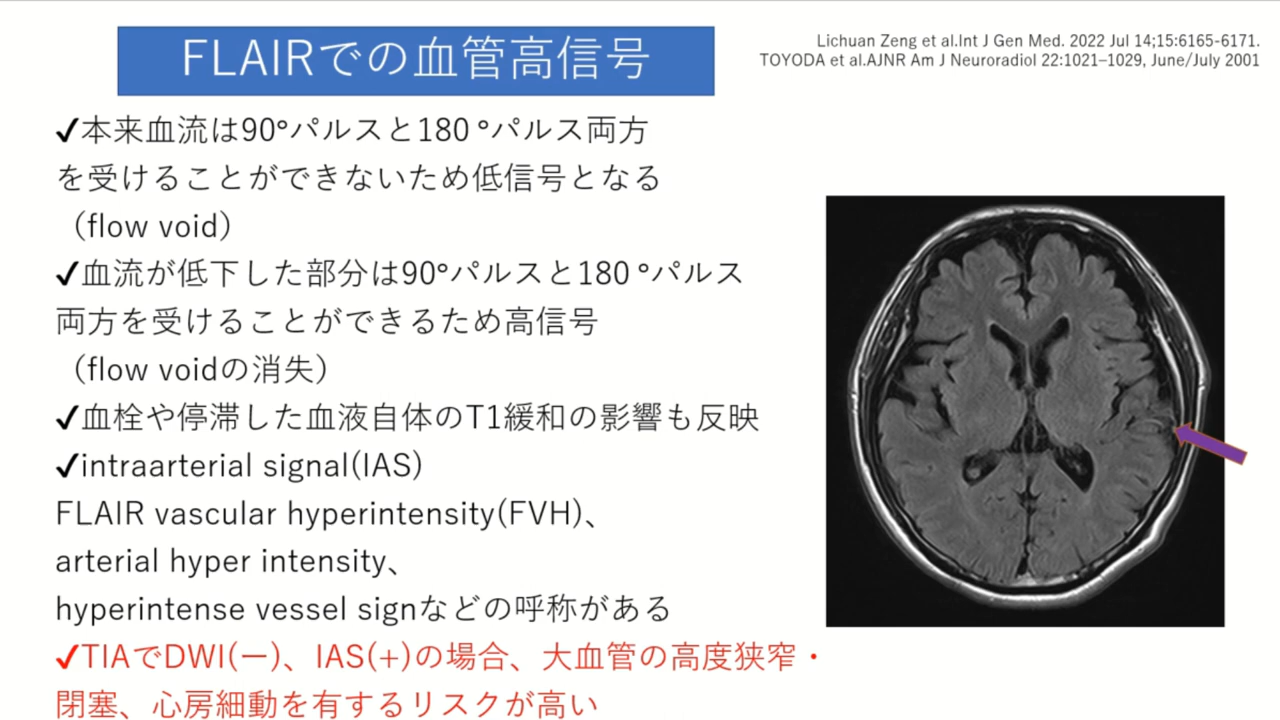 FLAIRでの血管高信号
Lichuan Zeng et al.Int J Gen Med. 2022 Jul 14;15:6165-6171.
TOYODA et al.AJNR Am J Neuroradiol 22:1021–1029, June/July 2001
✓本来血流は90°パルスと180 °パルス両方
を受けることができないため低信号となる
（flow void）
✓血流が低下した部分は90°パルスと180 °パルス
両方を受けることができるため高信号
（flow voidの消失）
✓血栓や停滞した血液自体のT1緩和の影響も反映
✓intraarterial signal(IAS)
FLAIR vascular hyperintensity(FVH)、
arterial hyper intensity、
hyperintense vessel signなどの呼称がある
✓TIAでDWI(ー)、IAS(+)の場合、大血管の高度狭窄・
閉塞、心房細動を有するリスクが高い